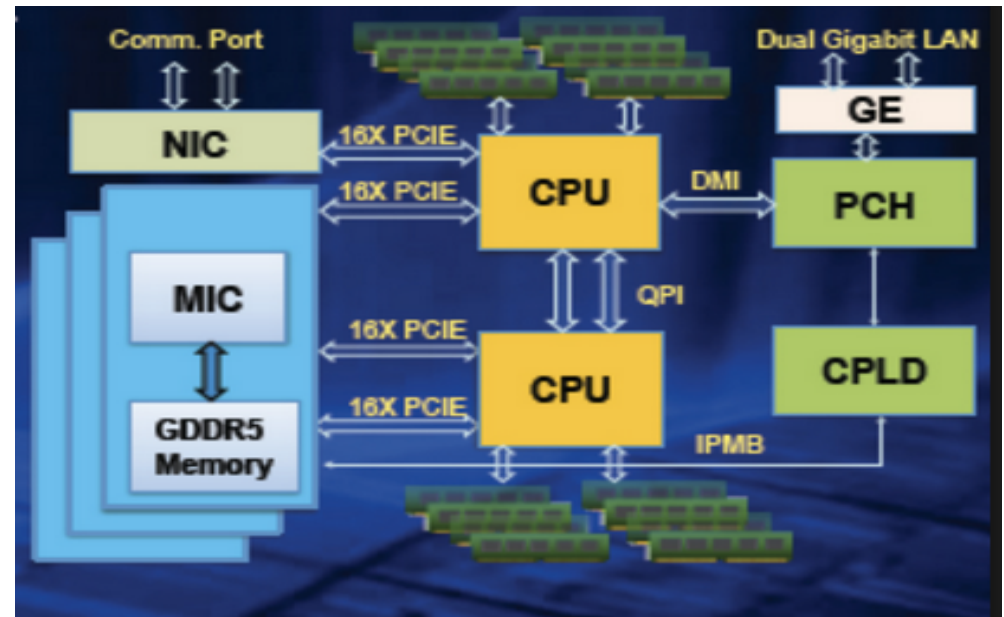 Comm. Port
Dual Gigabit LAN
NIC
16X PCIE
GE
16X PCIE
CPU
DMI
PCH
MIC
QPI
16X PCIE
CPU
CPLD
16X PCIE
GDDR5
Memory
IPMB